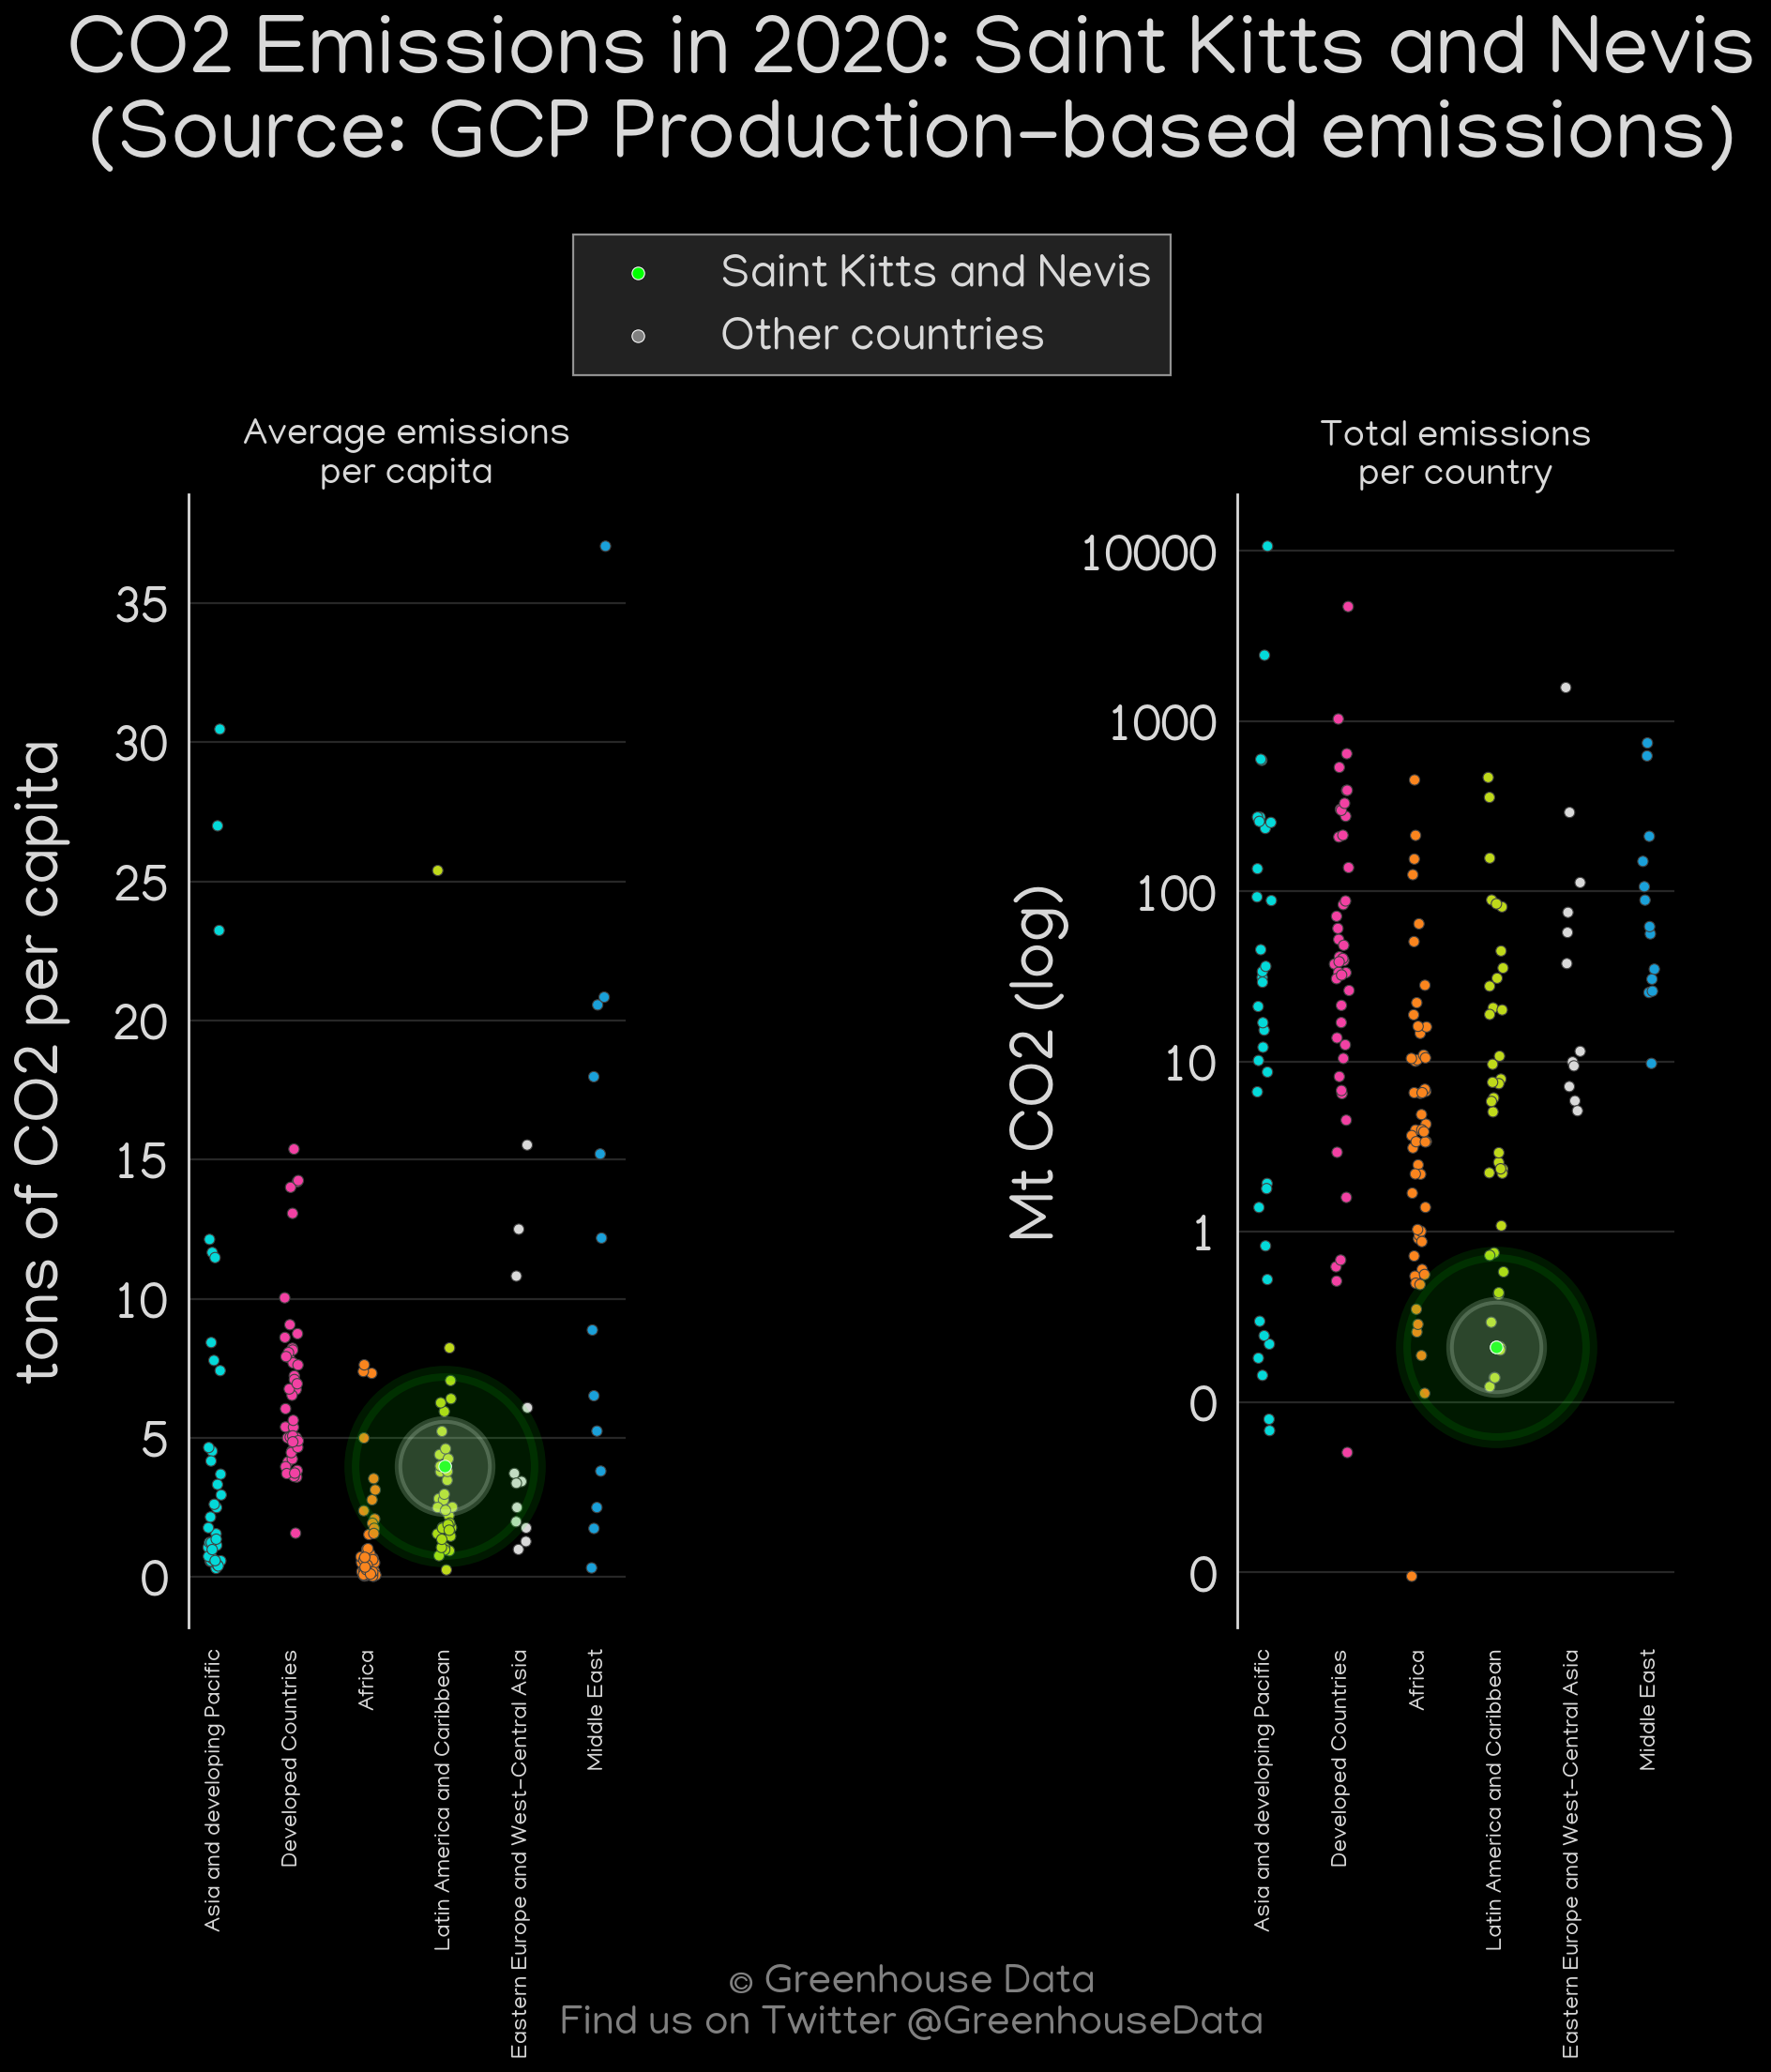 CO2 Emissions in 2020: Saint Kitts and Nevis
(Source: GCP Production-based emissions)
Saint Kitts and Nevis
Other countries
Average emissions
per capita
tons of CO2 per capita
35
30
25
20
15
10
5
0
Asia and developing Pacific
Developed Countries
Africa
Latin America and Caribbean
Eastern Europe and West-Central Asia
Middle East
Total emissions
per country
Mt CO2 (log)
10000
1000
100
10
1
0
0
Asia and developing Pacific
Developed Countries
Africa
Latin America and Caribbean
Eastern Europe and West-Central Asia
Middle East
© Greenhouse Data
Find us on Twitter @GreenhouseData